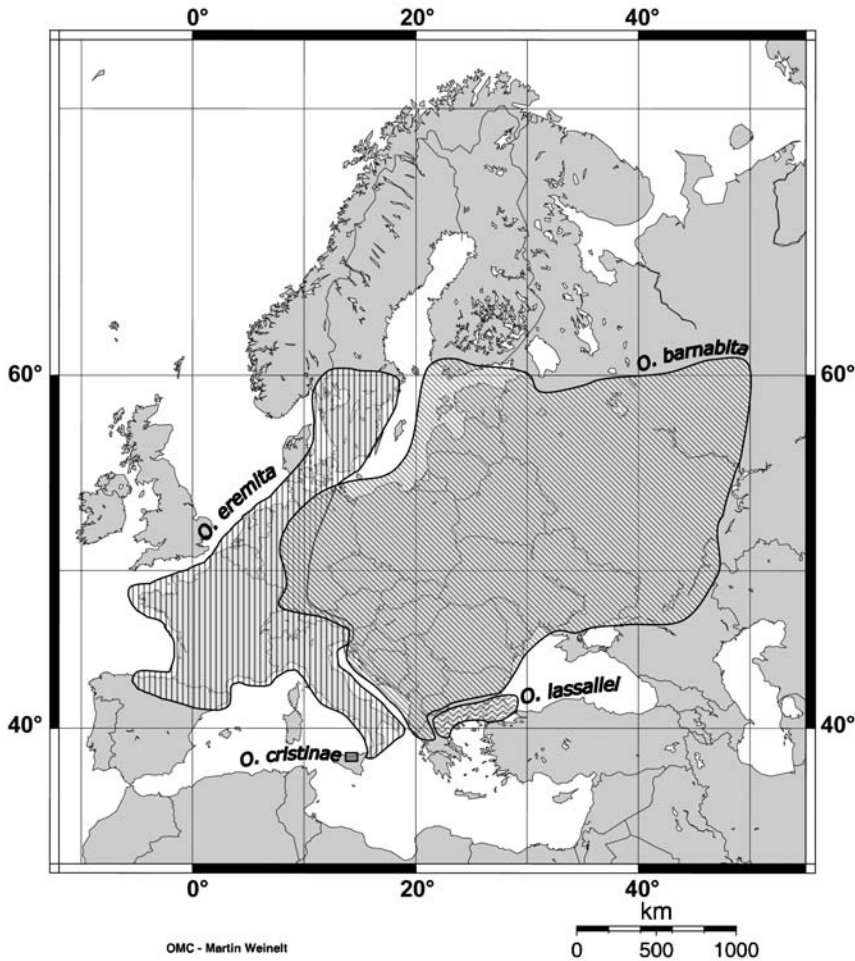 0° 20° 40°
60° 60°
O. barnabita
O. eremita
O. lassallei
40° 40°
O. cristinae
0° 20° 40°
km
0 500 1000
OMC - Martin Weinelt